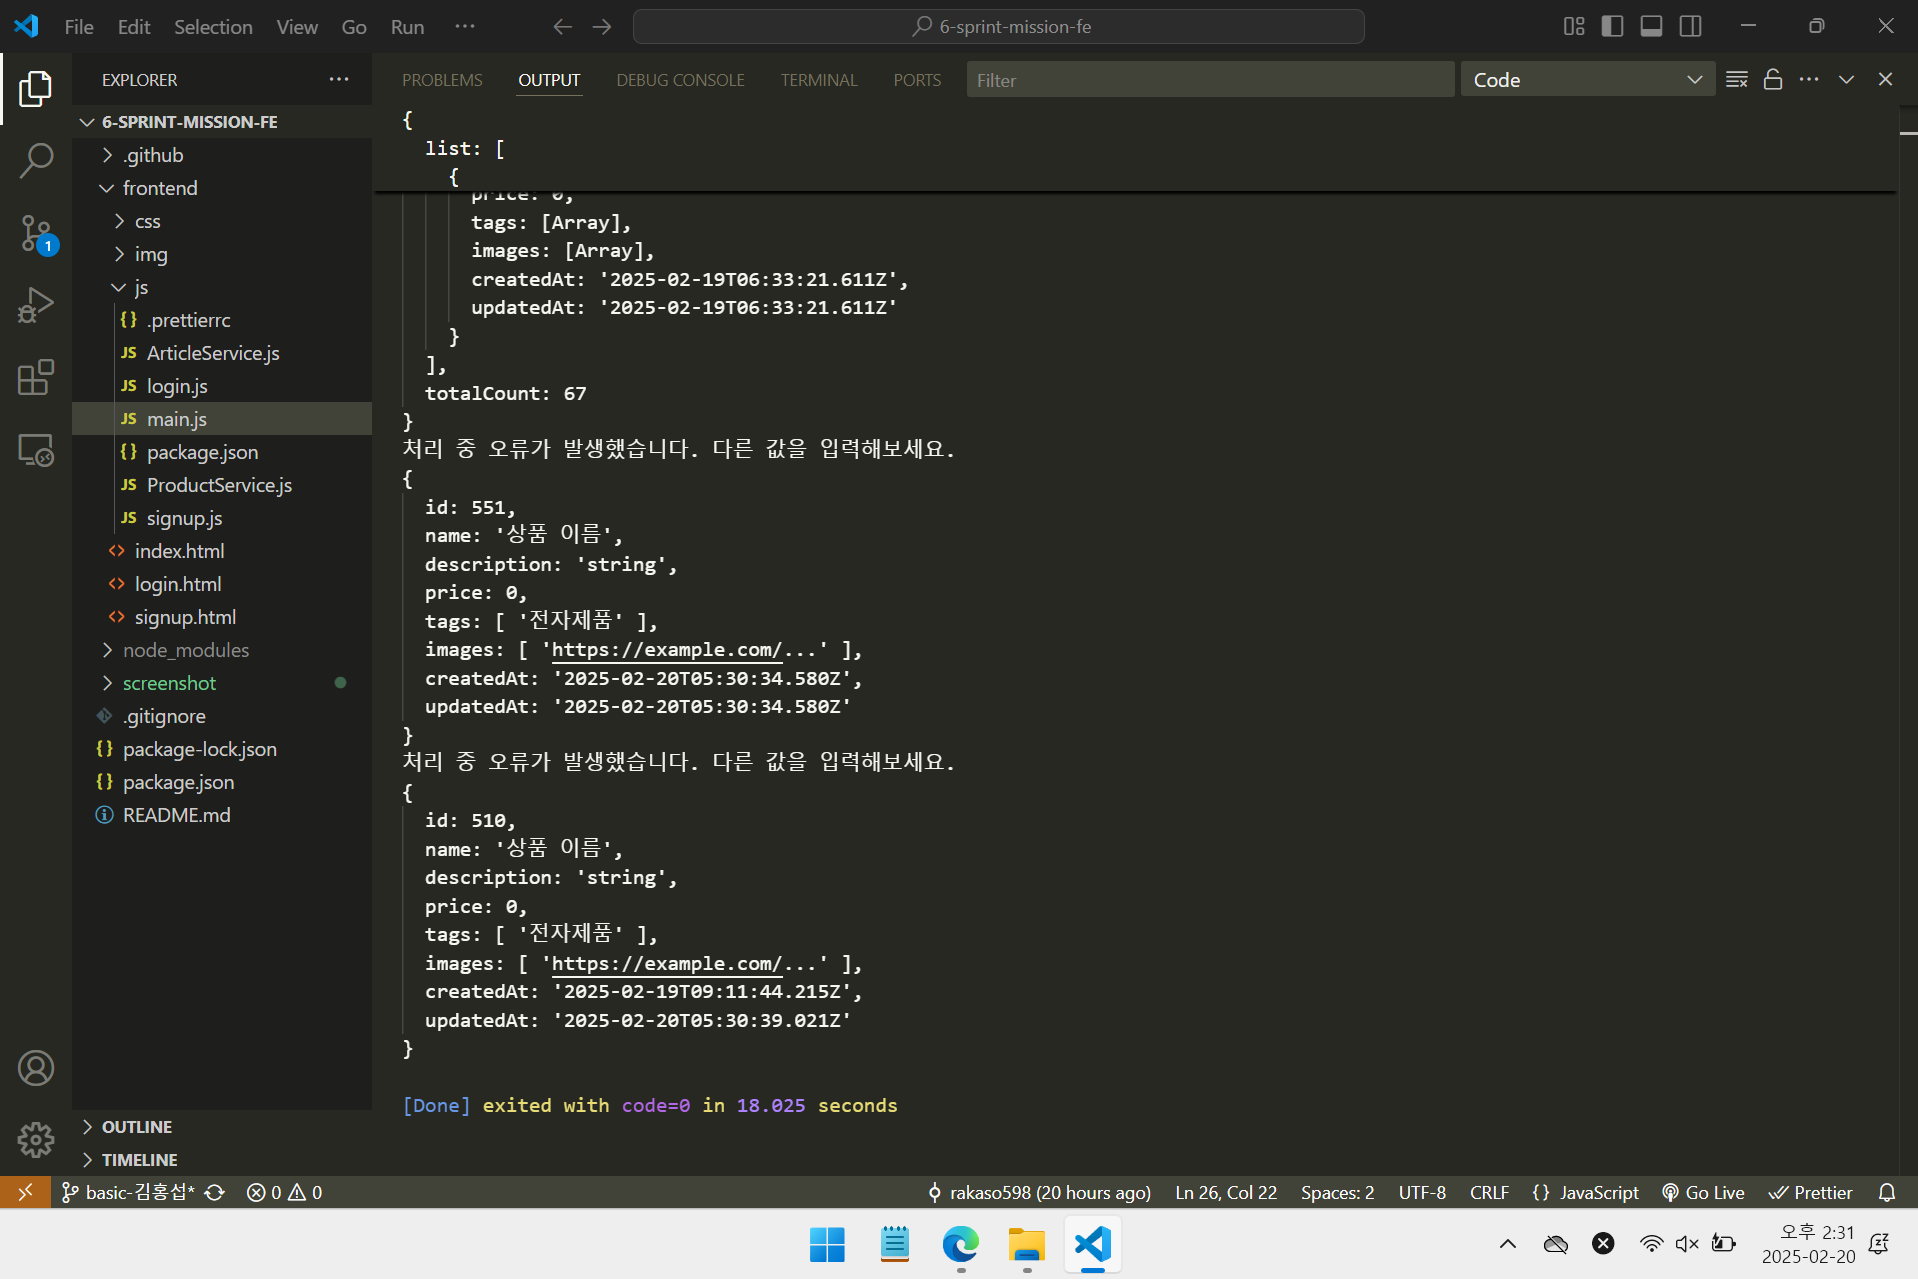 File Edit Selection View Go Run ···
6-sprint-mission-fe
EXPLORER ···
PROBLEMS OUTPUT DEBUG CONSOLE TERMINAL PORTS Filter Code
6-SPRINT-MISSION-FE
.github
frontend
css
img
js
{} .prettierrc
JS ArticleService.js
JS login.js
JS main.js
{} package.json
JS ProductService.js
JS signup.js
<> index.html
<> login.html
<> signup.html
node_modules
screenshot
.gitignore
{} package-lock.json
{} package.json
README.md
OUTLINE
TIMELINE
1
{
list: [
{
price: 0,
tags: [Array],
images: [Array],
createdAt: '2025-02-19T06:33:21.611Z',
updatedAt: '2025-02-19T06:33:21.611Z'
}
],
totalCount: 67
}
처리 중 오류가 발생했습니다. 다른 값을 입력해보세요.
{
id: 551,
name: '상품 이름',
description: 'string',
price: 0,
tags: [ '전자제품' ],
images: [ 'https://example.com/...' ],
createdAt: '2025-02-20T05:30:34.580Z',
updatedAt: '2025-02-20T05:30:34.580Z'
}
처리 중 오류가 발생했습니다. 다른 값을 입력해보세요.
{
id: 510,
name: '상품 이름',
description: 'string',
price: 0,
tags: [ '전자제품' ],
images: [ 'https://example.com/...' ],
createdAt: '2025-02-19T09:11:44.215Z',
updatedAt: '2025-02-20T05:30:39.021Z'
}
[Done] exited with code=0 in 18.025 seconds
basic-김홍섭* 0 0 rakaso598 (20 hours ago) Ln 26, Col 22 Spaces: 2 UTF-8 CRLF {} JavaScript Go Live Prettier
오후 2:31
2025-02-20